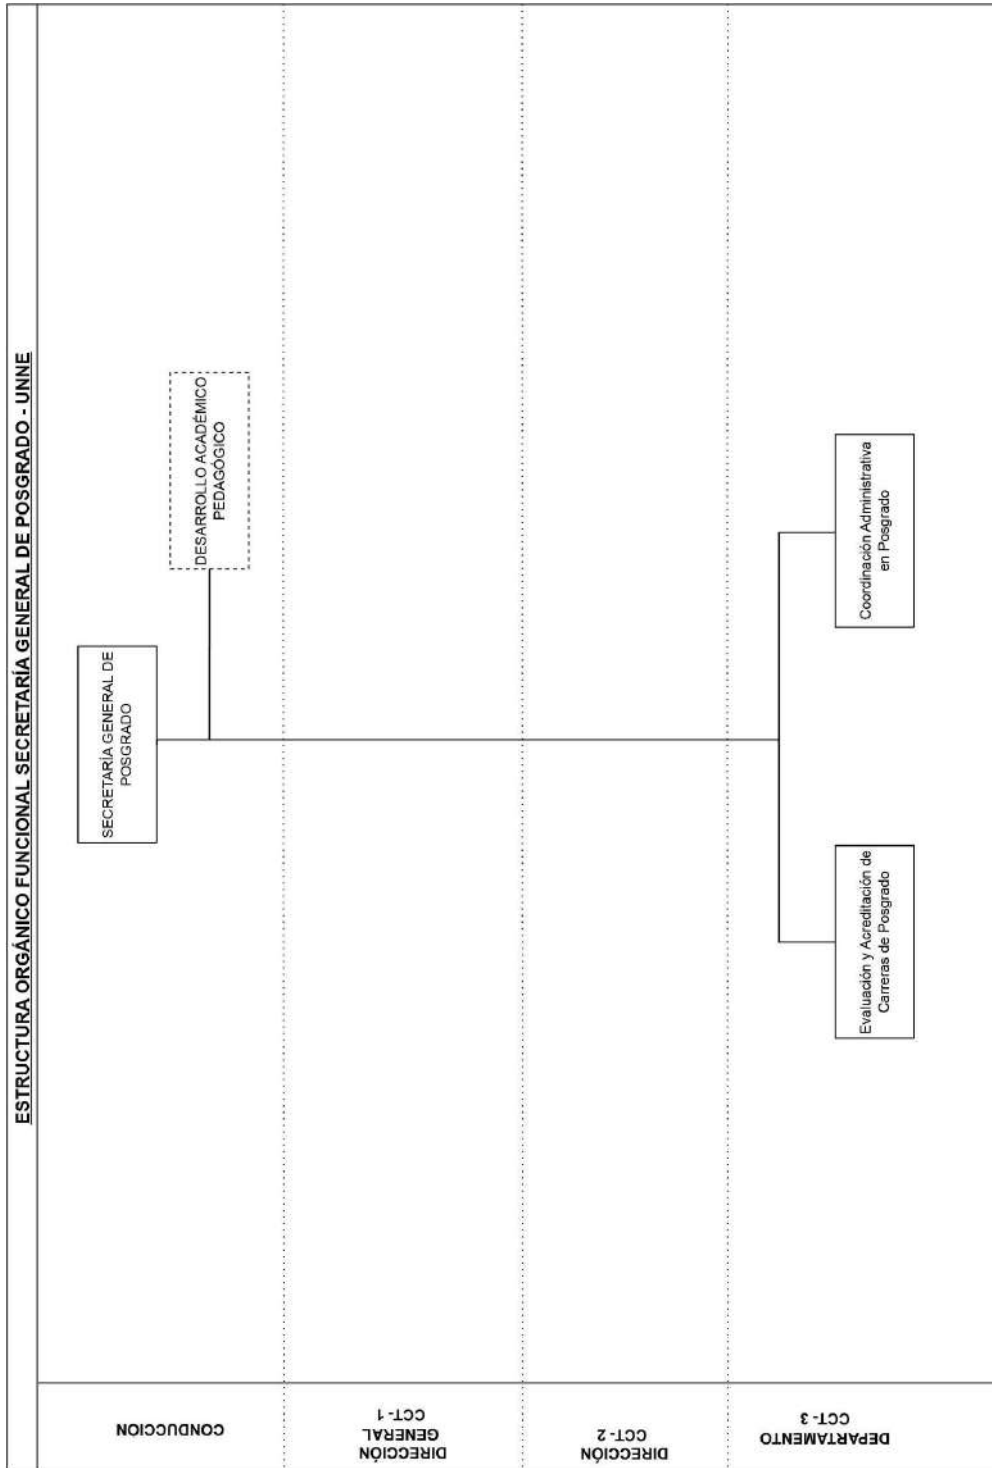 ESTRUCTURA ORGÁNICO FUNCIONAL SECRETARÍA GENERAL DE POSGRADO - UNNE
CONDUCCION
SECRETARÍA GENERAL DE
POSGRADO
DESARROLLO ACADÉMICO
PEDAGÓGICO
DIRECCIÓN
GENERAL
CCT- 1
DIRECCIÓN
CCT- 2
DEPARTAMENTO
CCT- 3
Evaluación y Acreditación de
Carreras de Posgrado
Coordinación Administrativa
en Posgrado